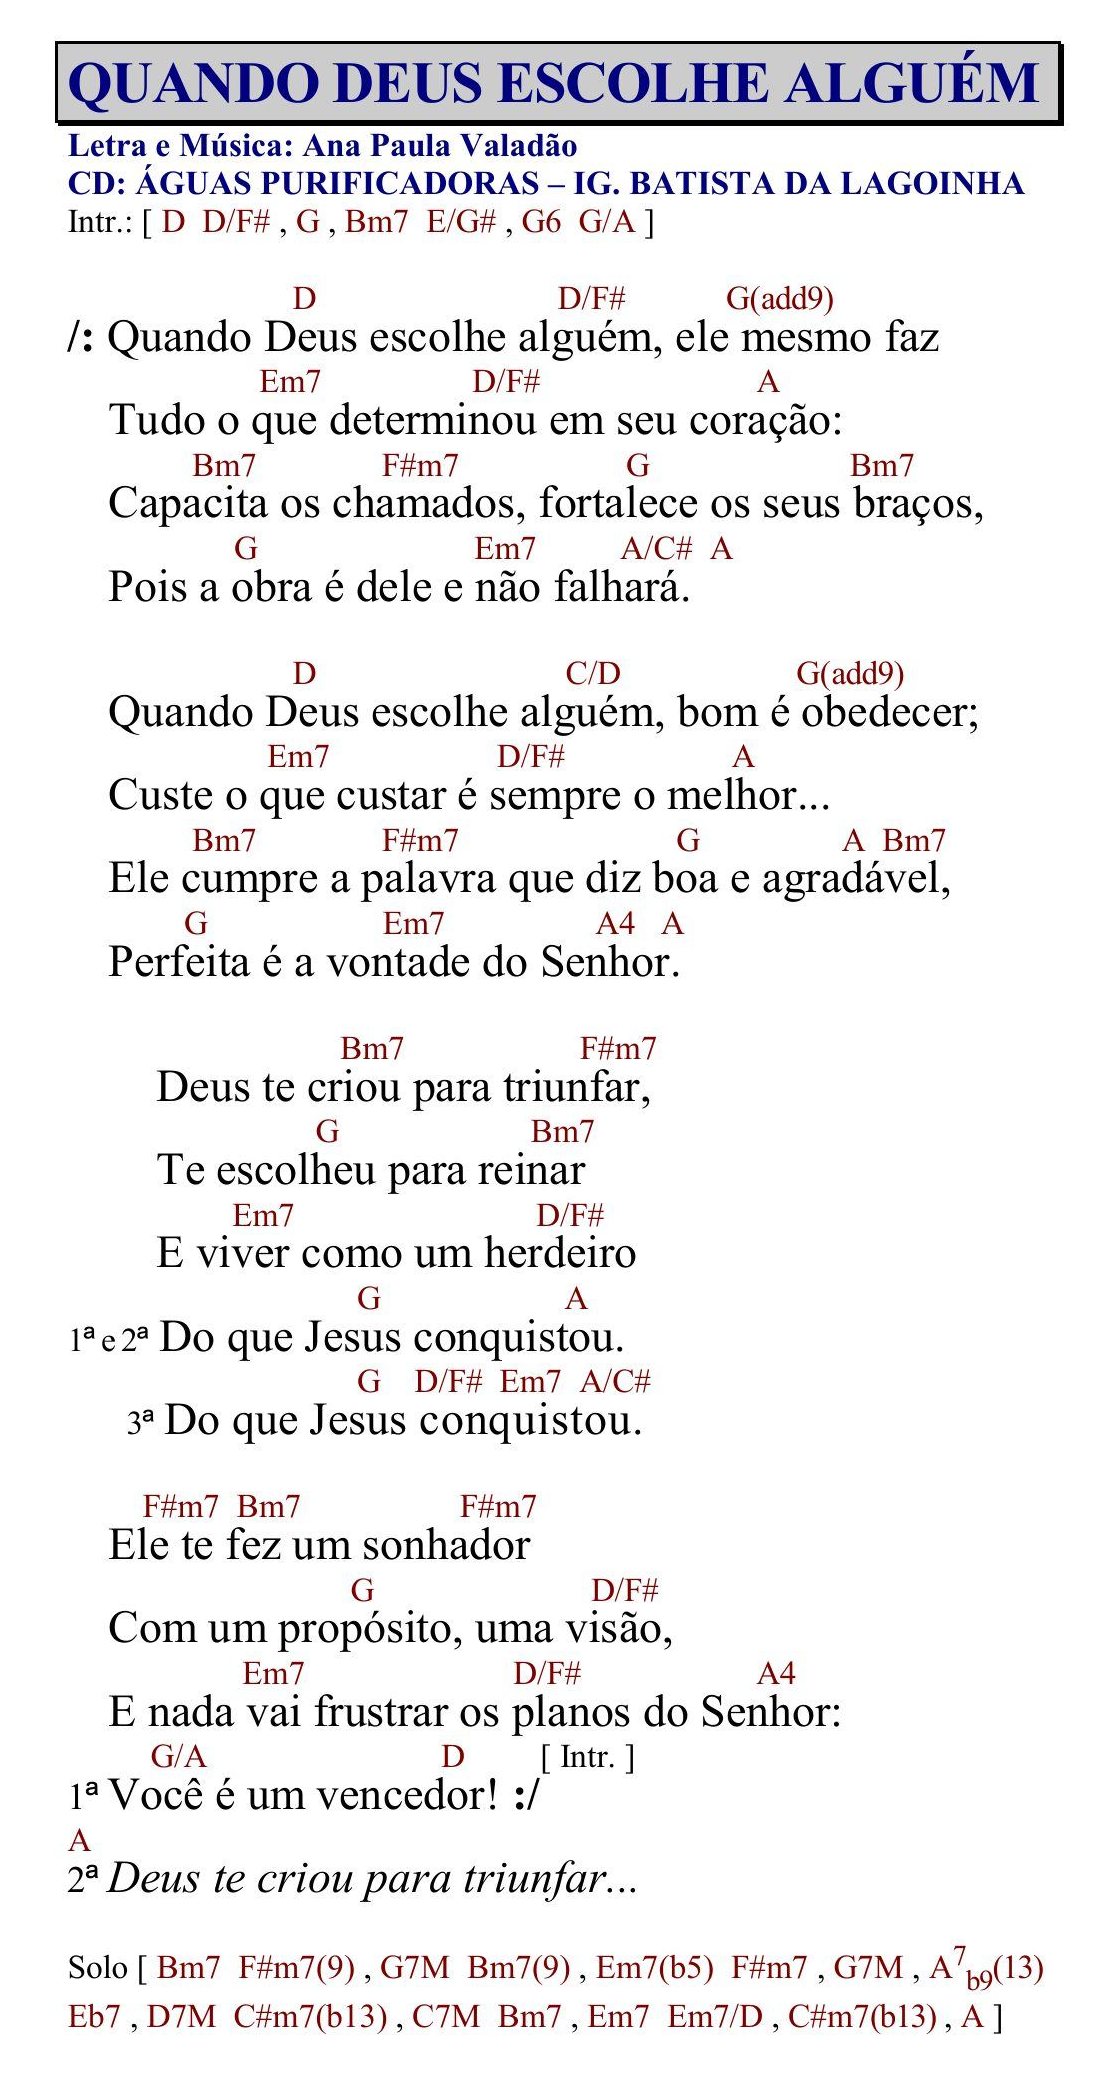 QUANDO DEUS ESCOLHE ALGUÉM
Letra e Música: Ana Paula Valadão
CD: ÁGUAS PURIFICADORAS – IG. BATISTA DA LAGOINHA
Intr.: [ D D/F# , G , Bm7 E/G# , G6 G/A ]
D D/F# G(add9)
/: Quando Deus escolhe alguém, ele mesmo faz
Em7 D/F# A
Tudo o que determinou em seu coração:
Bm7 F#m7 G Bm7
Capacita os chamados, fortalece os seus braços,
G Em7 A/C# A
Pois a obra é dele e não falhará.
D C/D G(add9)
Quando Deus escolhe alguém, bom é obedecer;
Em7 D/F# A
Custe o que custar é sempre o melhor...
Bm7 F#m7 G A Bm7
Ele cumpre a palavra que diz boa e agradável,
G Em7 A4 A
Perfeita é a vontade do Senhor.
Bm7 F#m7
Deus te criou para triunfar,
G Bm7
Te escolheu para reinar
Em7 D/F#
E viver como um herdeiro
G A
1ª e 2ª Do que Jesus conquistou.
G D/F# Em7 A/C#
3ª Do que Jesus conquistou.
F#m7 Bm7 F#m7
Ele te fez um sonhador
G D/F#
Com um propósito, uma visão,
Em7 D/F# A4
E nada vai frustrar os planos do Senhor:
G/A D [ Intr. ]
1ª Você é um vencedor! :/
A
2ª Deus te criou para triunfar...
Solo [ Bm7 F#m7(9) , G7M Bm7(9) , Em7(b5) F#m7 , G7M , A7b9(13)
Eb7 , D7M C#m7(b13) , C7M Bm7 , Em7 Em7/D , C#m7(b13) , A ]